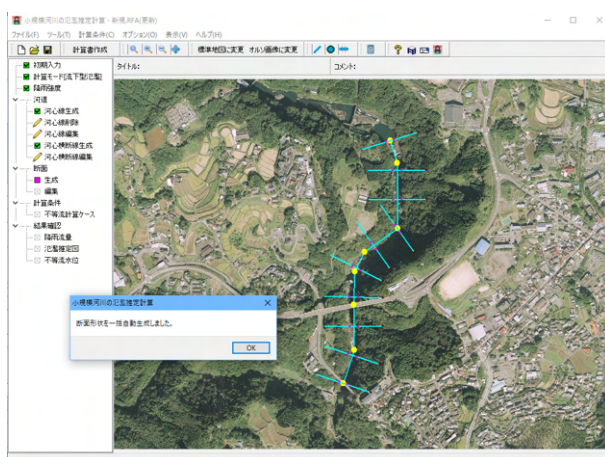 小規模河川の氾濫推定計算 - 新規.RFA(更新)
ファイル(F) ツール(T) 計算条件(C) オプション(O) 表示(V) ヘルプ(H)
計算書作成 標準地図に変更 オルソ画像に変更
初期入力
計算モード[流下型氾濫]
降雨強度
河道
河心線生成
河心線削除
河心線編集
河心横断線生成
河心横断線編集
断面
生成
編集
計算条件
不等流計算ケース
結果確認
降雨流量
氾濫推定図
不等流水位
タイトル: コメント:
小規模河川の氾濫推定計算
断面形状を一括自動生成しました。
OK